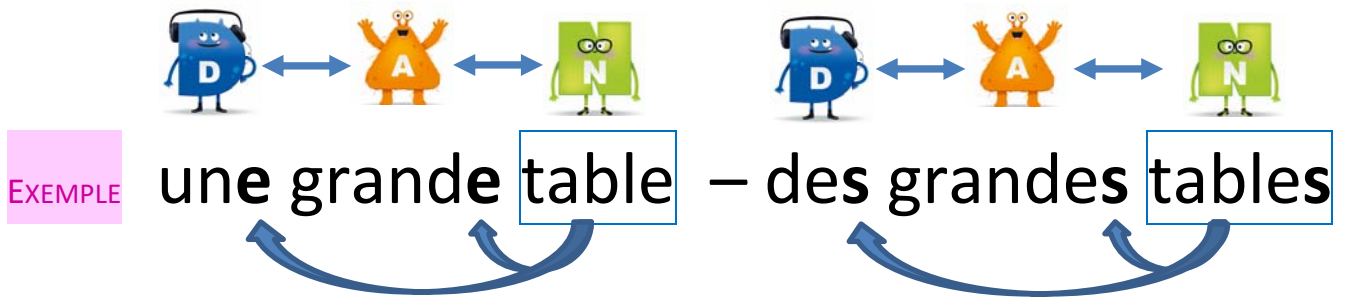 D A N D A N
EXEMPLE une grande table – des grandes tables